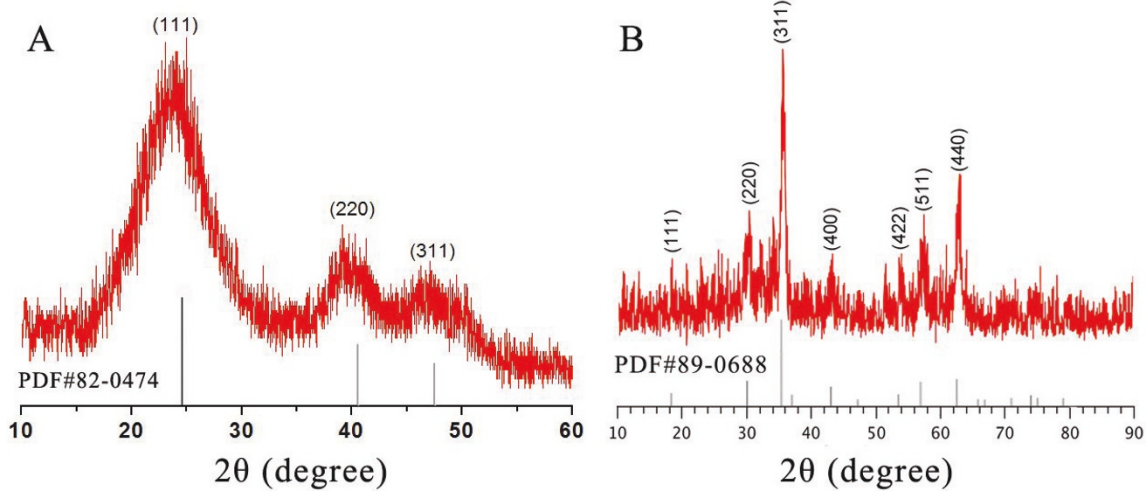 A
(111)
(220)
(311)
PDF#82-0474
10 20 30 40 50 60
2θ (degree)
B
(111)
(220)
(311)
(400)
(422)
(511)
(440)
PDF#89-0688
10 20 30 40 50 60 70 80 90
2θ (degree)